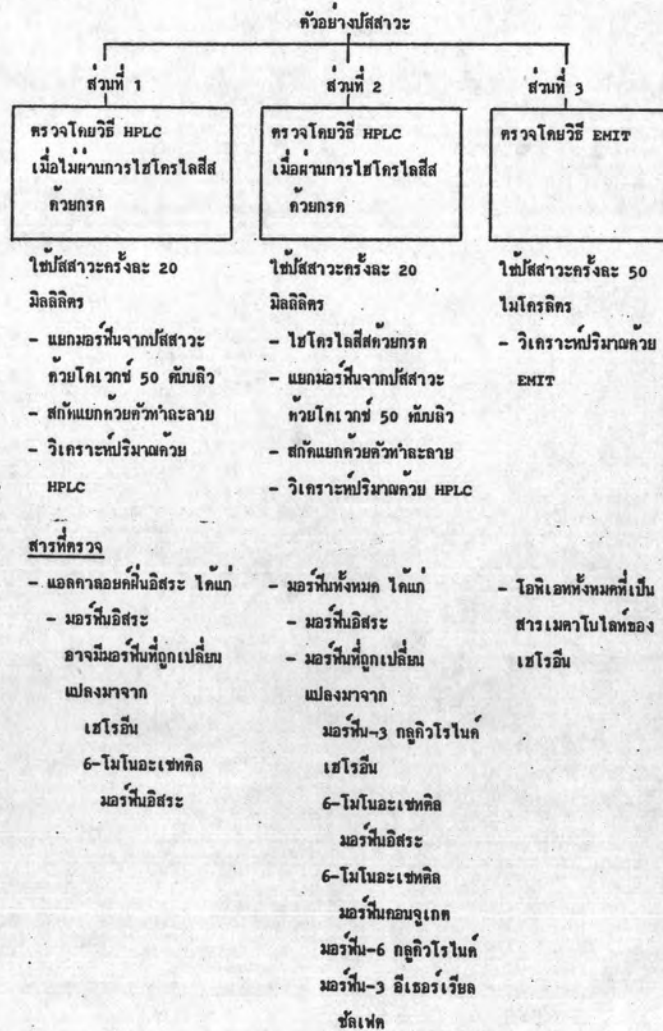 ตัวอย่างปัสสาวะ
ส่วนที่ 1
ตรวจโดยวิธี HPLC
เมื่อไม่ผ่านการไฮโดรไลสีส
ด้วยกรด
ใช้ปัสสาวะครั้งละ 20
มิลลิลิตร
- แยกมอร์ฟีนจากปัสสาวะ
ด้วยโดเวกซ์ 50 ดับบลิว
- สกัดแยกด้วยตัวทำละลาย
- วิเคราะห์ปริมาณด้วย
HPLC
สารที่ตรวจ
- แอลคาลอยด์ฝิ่นอิสระ ได้แก่
- มอร์ฟีนอิสระ
อาจมีมอร์ฟีนที่ถูกเปลี่ยน
แปลงมาจาก
เฮโรอีน
6-โมโนอะเซทติล
มอร์ฟีนอิสระ
ส่วนที่ 2
ตรวจโดยวิธี HPLC
เมื่อผ่านการไฮโดรไลสีส
ด้วยกรด
ใช้ปัสสาวะครั้งละ 20
มิลลิลิตร
- ไฮโดรไลสีสด้วยกรด
- แยกมอร์ฟีนจากปัสสาวะ
ด้วยโดเวกซ์ 50 ดับบลิว
- สกัดแยกด้วยตัวทำละลาย
- วิเคราะห์ปริมาณด้วย HPLC
- มอร์ฟีนทั้งหมด ได้แก่
- มอร์ฟีนอิสระ
- มอร์ฟีนที่ถูกเปลี่ยน
แปลงมาจาก
มอร์ฟีน-3 กลูคิวโรไนด์
เฮโรอีน
6-โมโนอะเซทติล
มอร์ฟีนอิสระ
6-โมโนอะเซทติล
มอร์ฟีนคอนจูเกต
มอร์ฟีน-6 กลูคิวโรไนด์
มอร์ฟีน-3 อีเธอร์เรียล
ซัลเฟต
ส่วนที่ 3
ตรวจโดยวิธี EMIT
ใช้ปัสสาวะครั้งละ 50
ไมโครลิตร
- วิเคราะห์ปริมาณด้วย
EMIT
- โอพิเอททั้งหมดที่เป็น
สารเมตาโบไลท์ของ
เฮโรอีน